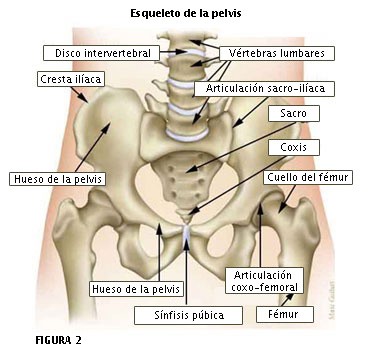 Esqueleto de la pelvis
Disco intervertebral
Vértebras lumbares
Cresta ilíaca
Articulación sacro-ilíaca
Sacro
Coxis
Hueso de la pelvis
Cuello del fémur
Hueso de la pelvis
Articulación
coxo-femoral
Sínfisis púbica
Fémur
FIGURA 2